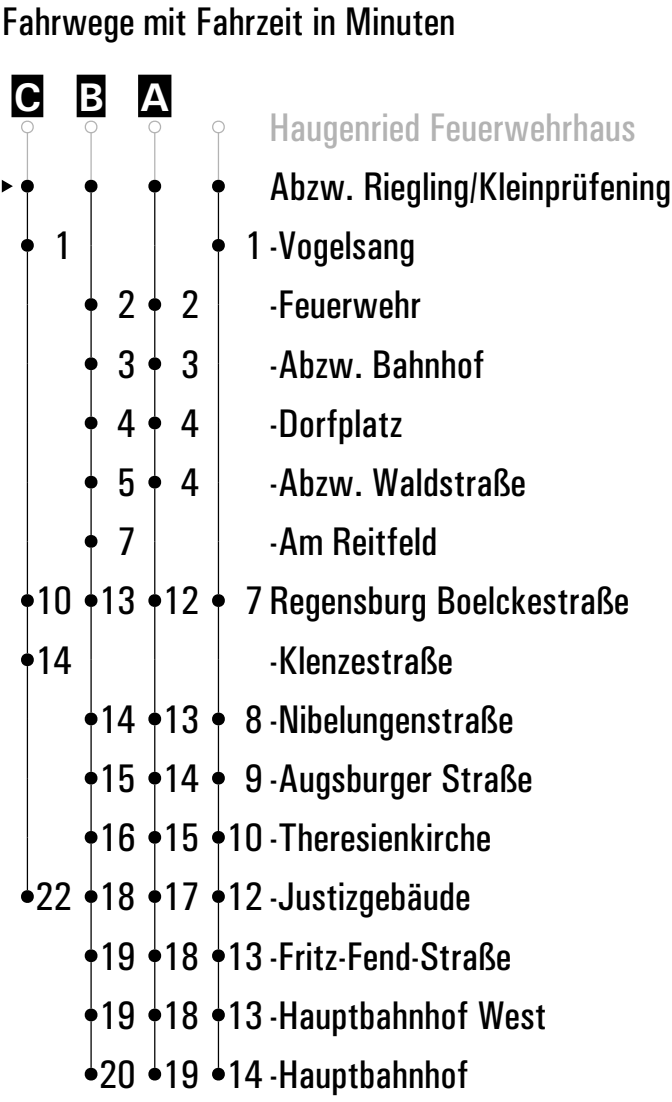 Fahrwege mit Fahrzeit in Minuten
C B A
Haugenried Feuerwehrhaus
Abzw. Riegling/Kleinprüfening
1 1 -Vogelsang
2 2 -Feuerwehr
3 3 -Abzw. Bahnhof
4 4 -Dorfplatz
5 4 -Abzw. Waldstraße
7 -Am Reitfeld
10 13 12 7 Regensburg Boelckestraße
14 -Klenzestraße
14 13 8 -Nibelungenstraße
15 14 9 -Augsburger Straße
16 15 10 -Theresienkirche
22 18 17 12 -Justizgebäude
19 18 13 -Fritz-Fend-Straße
19 18 13 -Hauptbahnhof West
20 19 14 -Hauptbahnhof